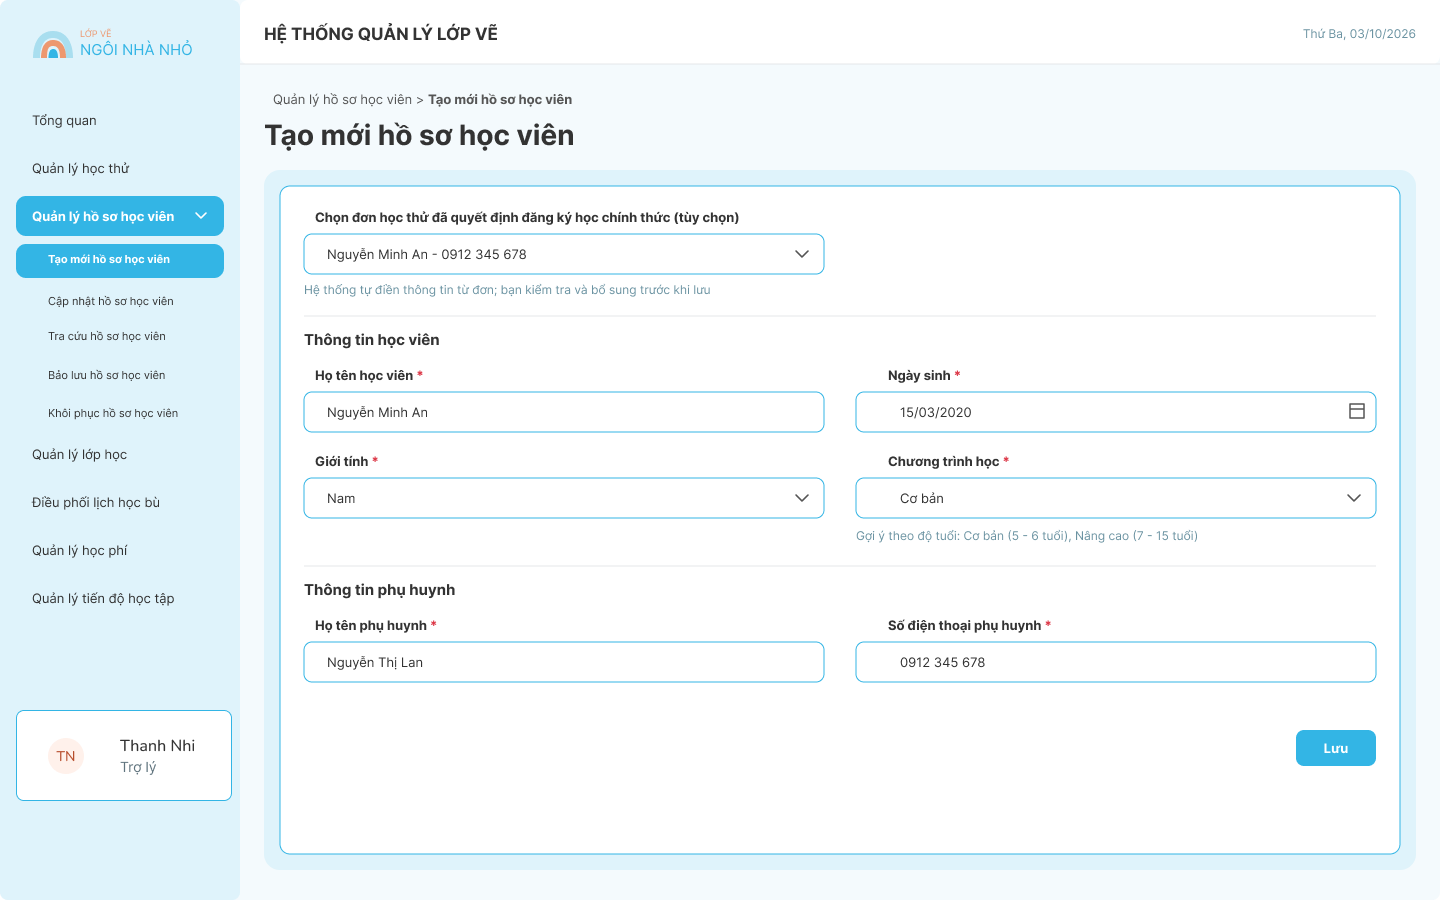 LỚP VẼ
NGÔI NHÀ NHỎ
Tổng quan
Quản lý học thử
Quản lý hồ sơ học viên
Tạo mới hồ sơ học viên
Cập nhật hồ sơ học viên
Tra cứu hồ sơ học viên
Bảo lưu hồ sơ học viên
Khôi phục hồ sơ học viên
Quản lý lớp học
Điều phối lịch học bù
Quản lý học phí
Quản lý tiến độ học tập
TN
Thanh Nhi
Trợ lý
HỆ THỐNG QUẢN LÝ LỚP VẼ
Thứ Ba, 03/10/2026
Quản lý hồ sơ học viên > Tạo mới hồ sơ học viên
Tạo mới hồ sơ học viên
Chọn đơn học thử đã quyết định đăng ký học chính thức (tùy chọn)
Nguyễn Minh An - 0912 345 678
Hệ thống tự điền thông tin từ đơn; bạn kiểm tra và bổ sung trước khi lưu
Thông tin học viên
Họ tên học viên *
Ngày sinh *
Nguyễn Minh An
15/03/2020
Giới tính *
Chương trình học *
Nam
Cơ bản
Gợi ý theo độ tuổi: Cơ bản (5 - 6 tuổi), Nâng cao (7 - 15 tuổi)
Thông tin phụ huynh
Họ tên phụ huynh *
Số điện thoại phụ huynh *
Nguyễn Thị Lan
0912 345 678
Lưu